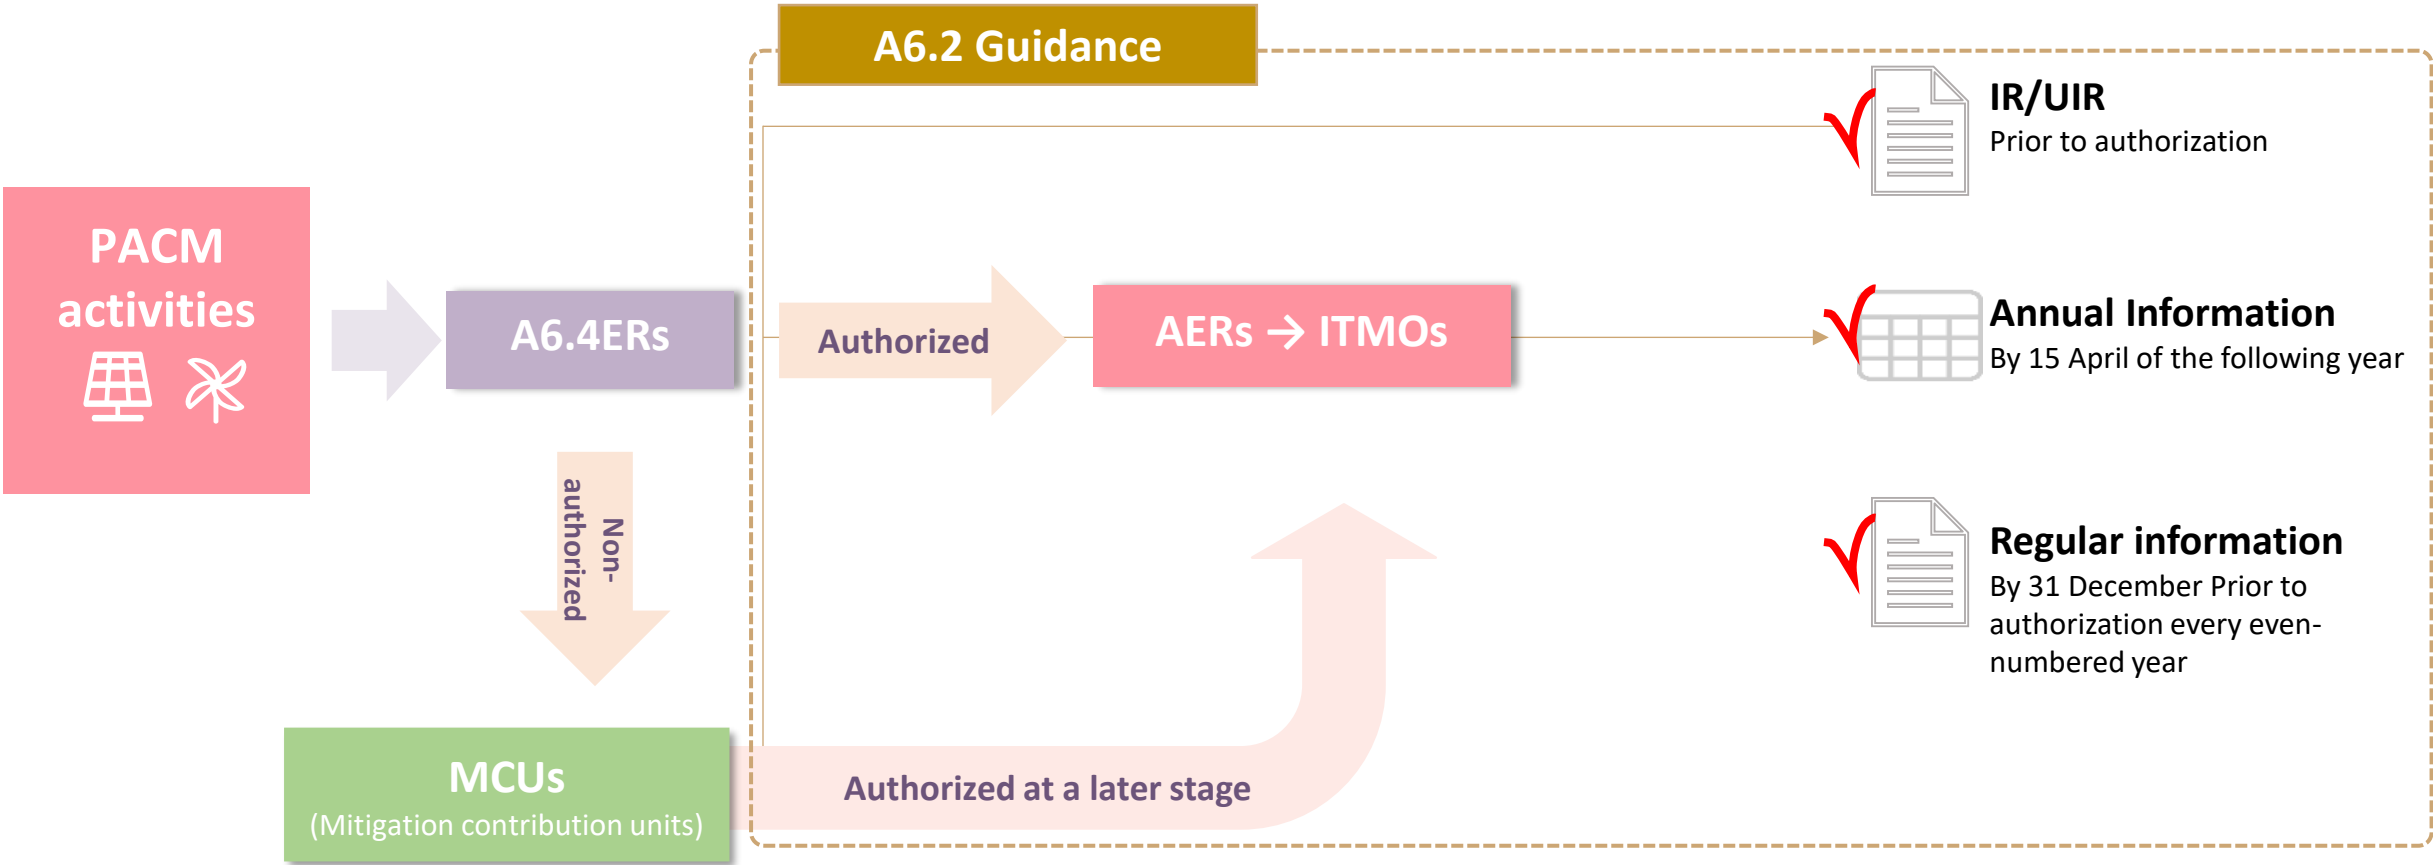 A6.2 Guidance
IR/UIR
Prior to authorization
PACM
activities
A6.4ERs
Authorized
AERs → ITMOs
Annual Information
By 15 April of the following year
Non-
authorized
Regular information
By 31 December Prior to
authorization every even-
numbered year
MCUs
(Mitigation contribution units)
Authorized at a later stage